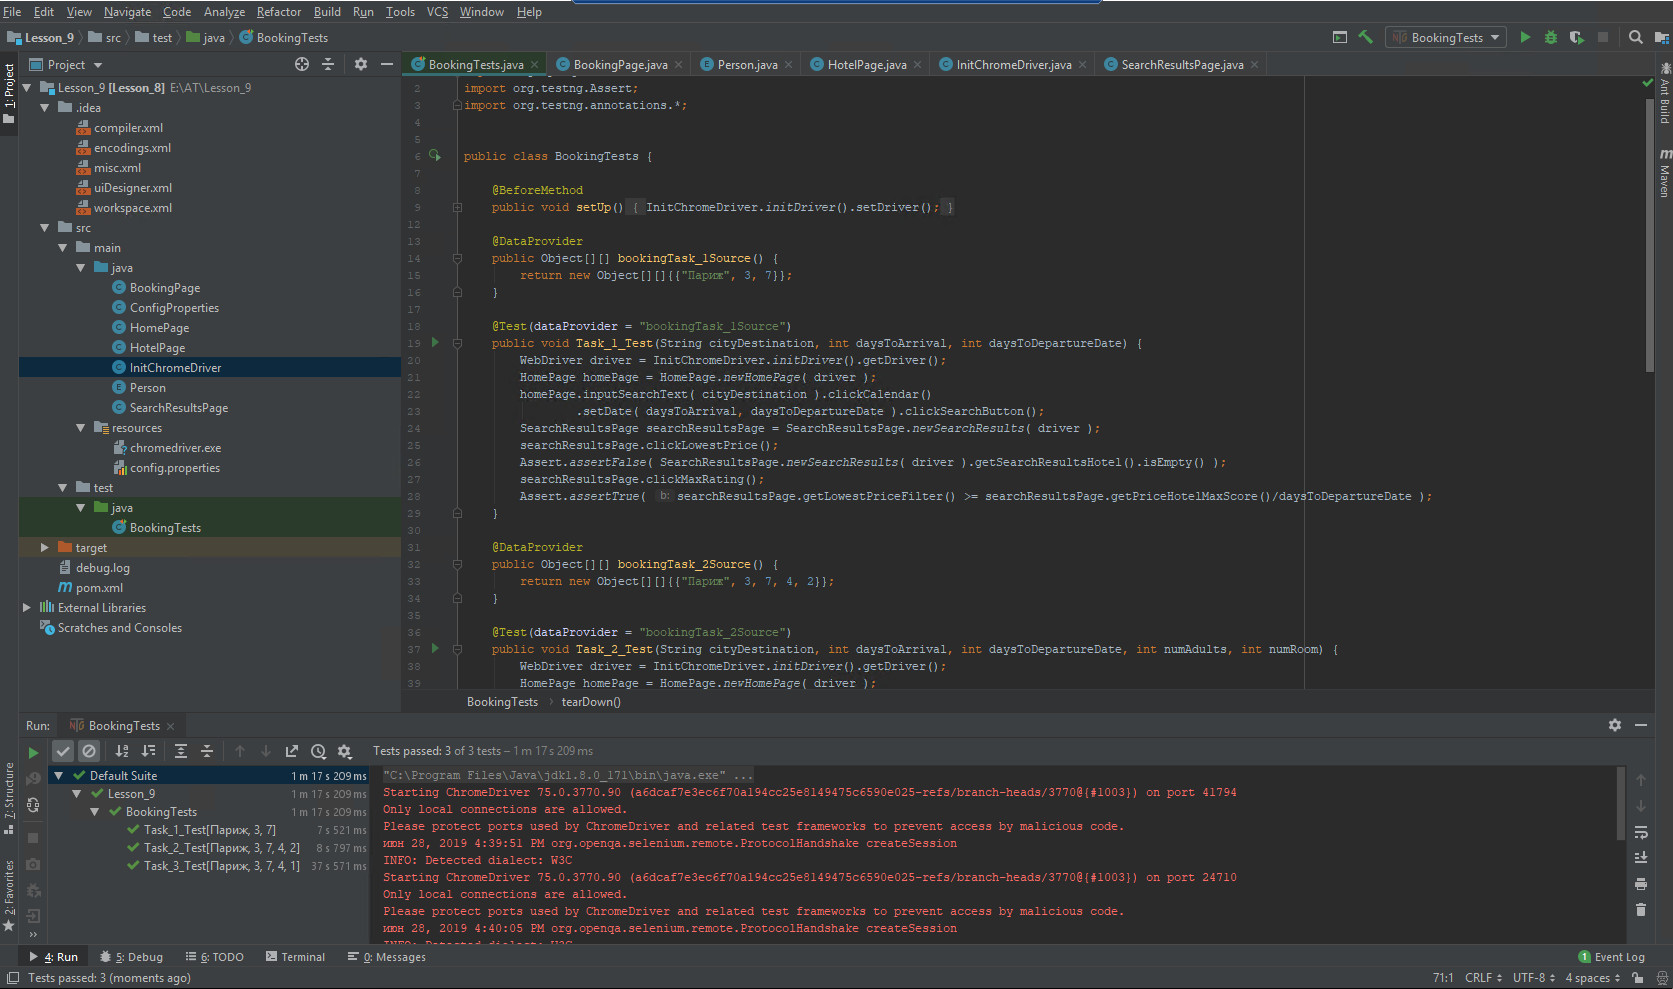 File Edit View Navigate Code Analyze Refactor Build Run Tools VCS Window Help
Lesson_9 src test java BookingTests
BookingTests
1: Project
Project
BookingTests.java BookingPage.java Person.java HotelPage.java InitChromeDriver.java SearchResultsPage.java
Lesson_9 [Lesson_8] E:\AT\Lesson_9
.idea
compiler.xml
encodings.xml
misc.xml
uiDesigner.xml
workspace.xml
src
main
java
BookingPage
ConfigProperties
HomePage
HotelPage
InitChromeDriver
Person
SearchResultsPage
resources
chromedriver.exe
config.properties
test
java
BookingTests
target
debug.log
pom.xml
External Libraries
Scratches and Consoles
2 import org.testng.Assert;
3 import org.testng.annotations.*;
4
5
6 public class BookingTests {
7
8 @BeforeMethod
9 public void setUp() { InitChromeDriver.initDriver().setDriver(); }
12
13 @DataProvider
14 public Object[][] bookingTask_1Source() {
15 return new Object[][]{{"Париж", 3, 7}};
16 }
17
18 @Test(dataProvider = "bookingTask_1Source")
19 public void Task_1_Test(String cityDestination, int daysToArrival, int daysToDepartureDate) {
20 WebDriver driver = InitChromeDriver.initDriver().getDriver();
21 HomePage homePage = HomePage.newHomePage( driver );
22 homePage.inputSearchText( cityDestination ).clickCalendar()
23 .setDate( daysToArrival, daysToDepartureDate ).clickSearchButton();
24 SearchResultsPage searchResultsPage = SearchResultsPage.newSearchResults( driver );
25 searchResultsPage.clickLowestPrice();
26 Assert.assertFalse( SearchResultsPage.newSearchResults( driver ).getSearchResultsHotel().isEmpty() );
27 searchResultsPage.clickMaxRating();
28 Assert.assertTrue( b: searchResultsPage.getLowestPriceFilter() >= searchResultsPage.getPriceHotelMaxScore()/daysToDepartureDate );
29 }
30
31 @DataProvider
32 public Object[][] bookingTask_2Source() {
33 return new Object[][]{{"Париж", 3, 7, 4, 2}};
34 }
35
36 @Test(dataProvider = "bookingTask_2Source")
37 public void Task_2_Test(String cityDestination, int daysToArrival, int daysToDepartureDate, int numAdults, int numRoom) {
38 WebDriver driver = InitChromeDriver.initDriver().getDriver();
39 HomePage homePage = HomePage.newHomePage( driver );
BookingTests tearDown()
Ant Build
Maven
Run: BookingTests
Tests passed: 3 of 3 tests – 1 m 17 s 209 ms
Default Suite 1 m 17 s 209 ms
Lesson_9 1 m 17 s 209 ms
BookingTests 1 m 17 s 209 ms
Task_1_Test[Париж, 3, 7] 7 s 521 ms
Task_2_Test[Париж, 3, 7, 4, 2] 8 s 797 ms
Task_3_Test[Париж, 3, 7, 4, 1] 37 s 571 ms
"C:\Program Files\Java\jdk1.8.0_171\bin\java.exe" ...
Starting ChromeDriver 75.0.3770.90 (a6dcaf7e3ec6f70a194cc25e8149475c6590e025-refs/branch-heads/3770@{#1003}) on port 41794
Only local connections are allowed.
Please protect ports used by ChromeDriver and related test frameworks to prevent access by malicious code.
июн 28, 2019 4:39:51 PM org.openqa.selenium.remote.ProtocolHandshake createSession
INFO: Detected dialect: W3C
Starting ChromeDriver 75.0.3770.90 (a6dcaf7e3ec6f70a194cc25e8149475c6590e025-refs/branch-heads/3770@{#1003}) on port 24710
Only local connections are allowed.
Please protect ports used by ChromeDriver and related test frameworks to prevent access by malicious code.
июн 28, 2019 4:40:05 PM org.openqa.selenium.remote.ProtocolHandshake createSession
INFO: Detected dialect: W3C
7: Structure
2: Favorites
4: Run 5: Debug 6: TODO Terminal 0: Messages
1 Event Log
Tests passed: 3 (moments ago)
71:1 CRLF UTF-8 4 spaces